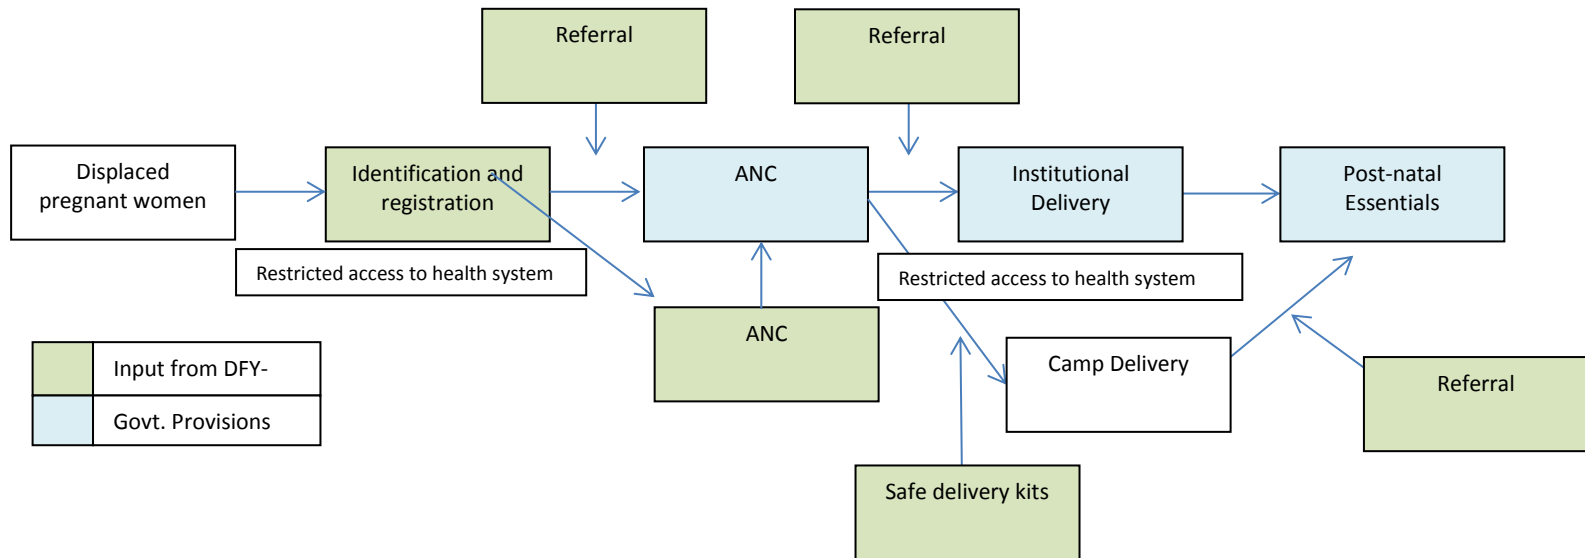 Referral
Referral
Displaced
pregnant women
Identification and
registration
ANC
Institutional
Delivery
Post-natal
Essentials
Restricted access to health system
Restricted access to health system
ANC
Camp Delivery
Referral
Input from DFY-
Govt. Provisions
Safe delivery kits